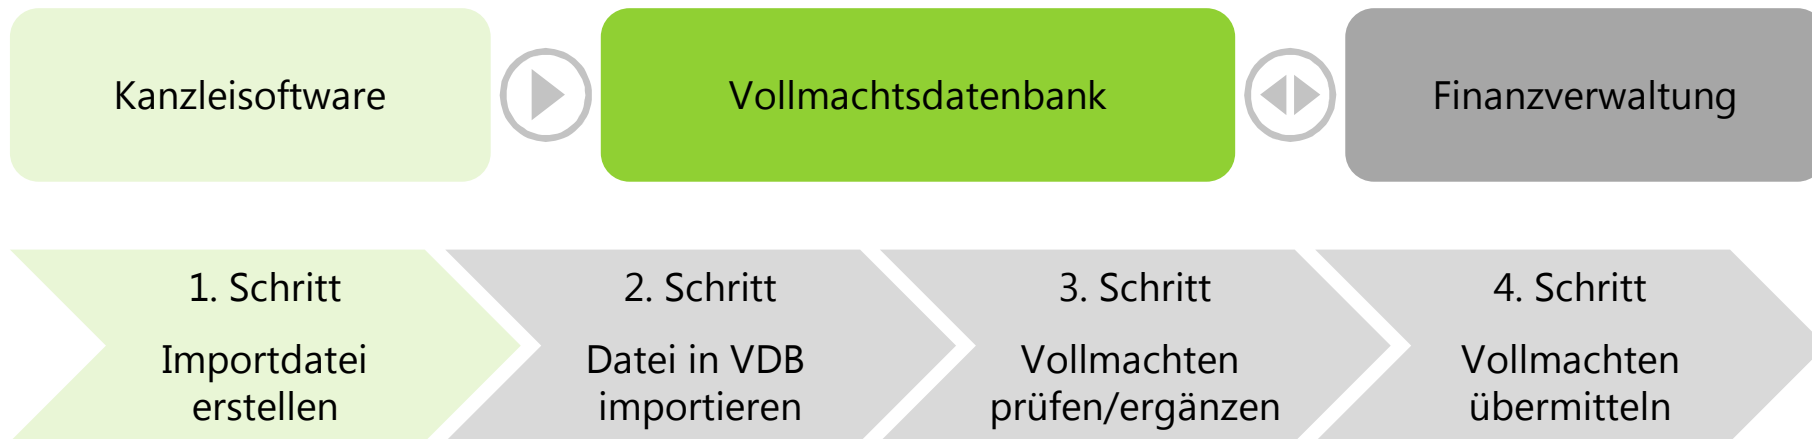 Kanzleisoftware
Vollmachtsdatenbank
Finanzverwaltung
1. Schritt
Importdatei
erstellen
2. Schritt
Datei in VDB
importieren
3. Schritt
Vollmachten
prüfen/ergänzen
4. Schritt
Vollmachten
übermitteln